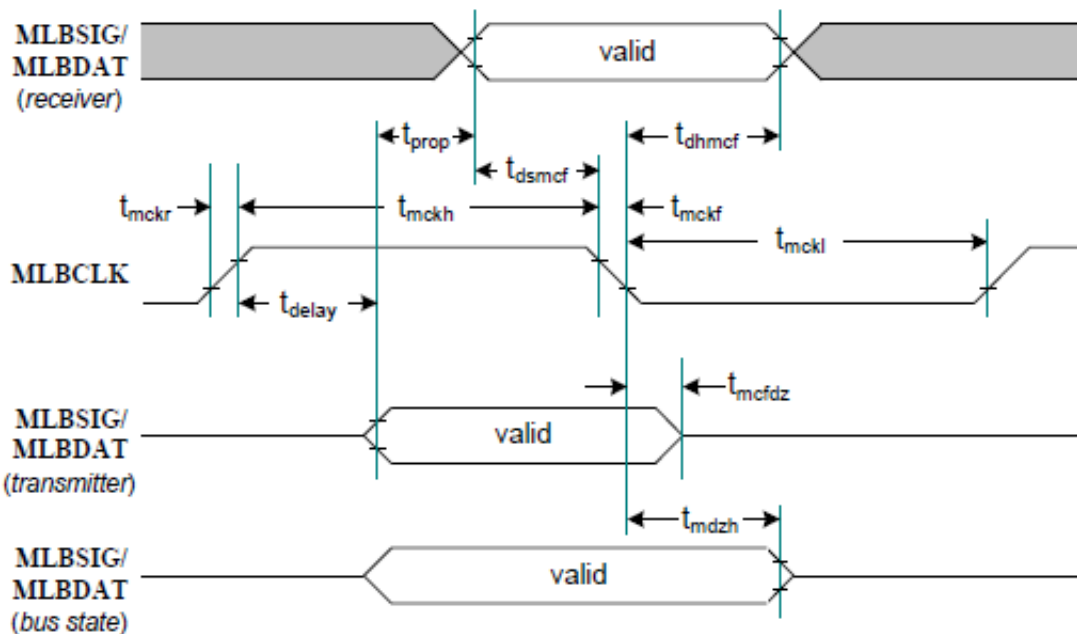 MLBSIG/
MLBDAT
(receiver)
valid
tprop
tdhmcf
tdsmcf
tmckr
tmckh
tmckf
tmckl
MLBCLK
tdelay
tmcfdz
MLBSIG/
MLBDAT
(transmitter)
valid
tmdzh
MLBSIG/
MLBDAT
(bus state)
valid